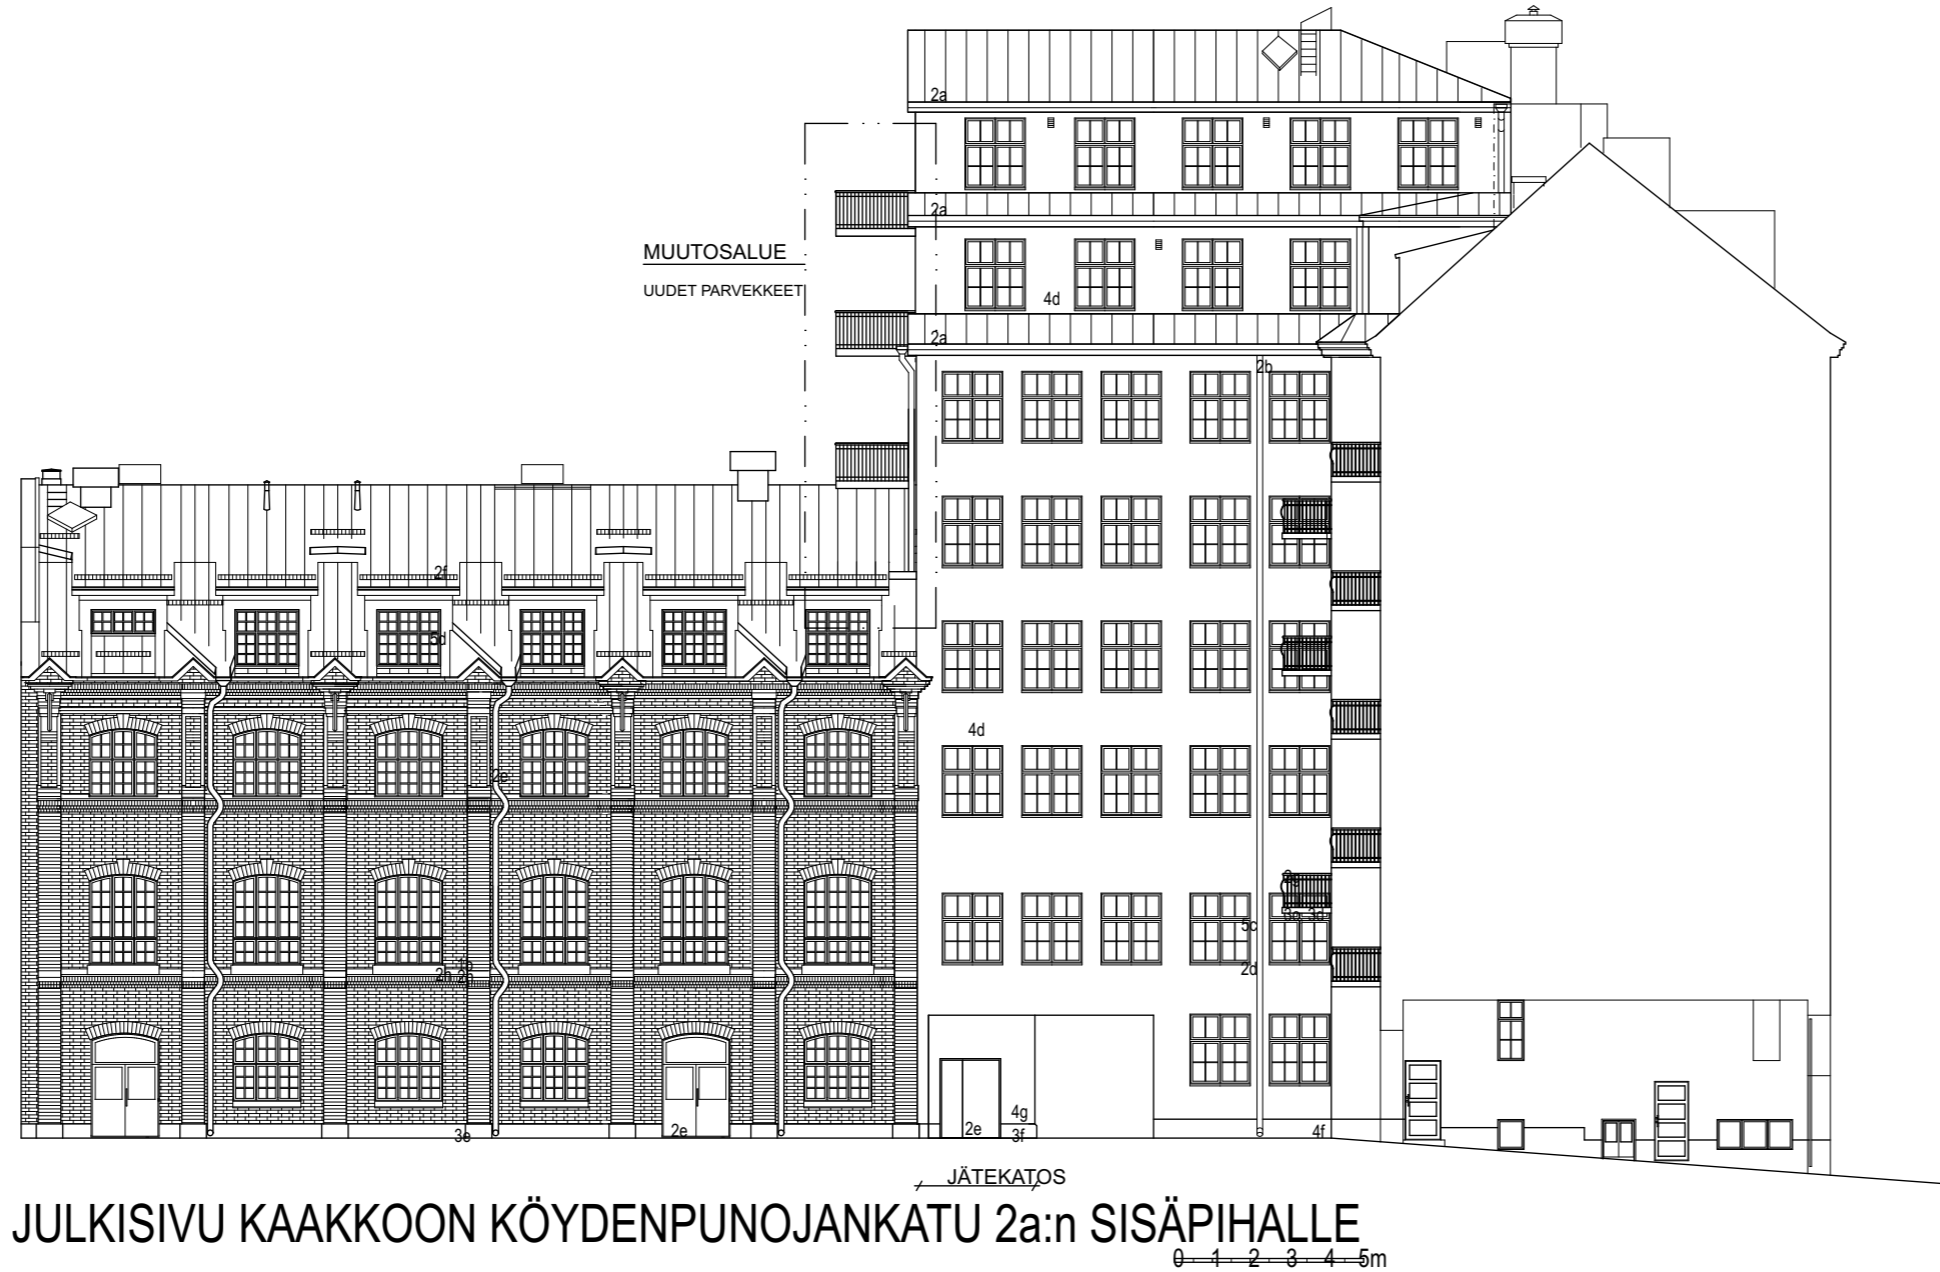 2a
2a
MUUTOSALUE
UUDET PARVEKKEET
4d
2a
2b
2f
5d
4d
2e
5c
3d
2d
4g
2e
2e
3e
3f
4f
JÄTEKATOS
JULKISIVU KAAKKOON KÖYDENPUNOJANKATU 2a:n SISÄPIHALLE
0 1 2 3 4 5m